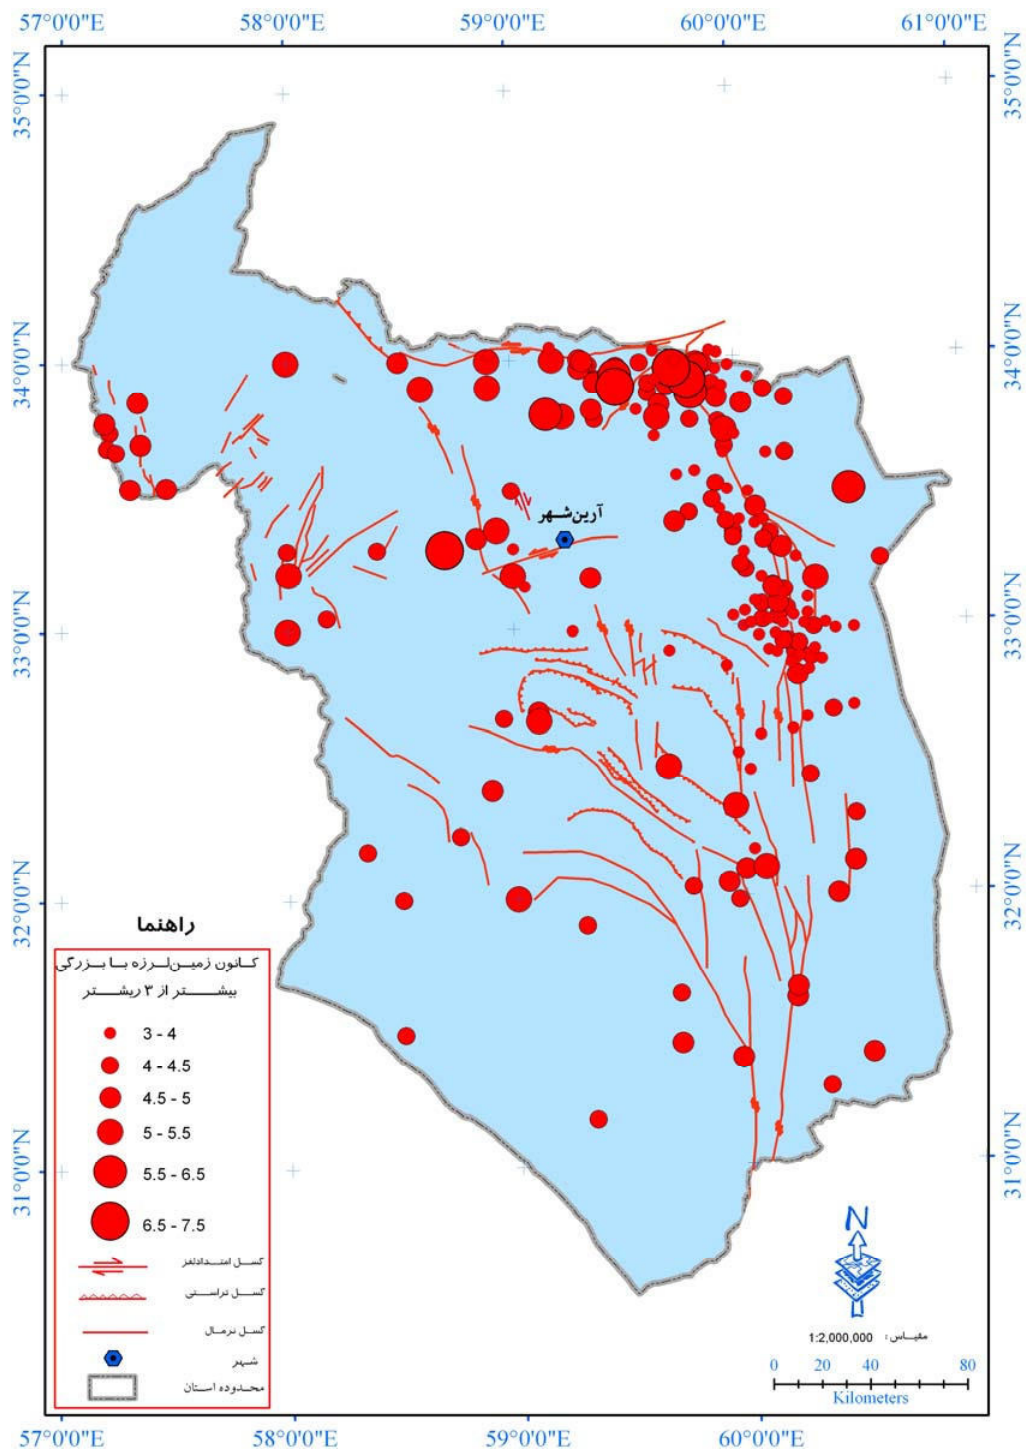 57°0'0"E 58°0'0"E 59°0'0"E 60°0'0"E 61°0'0"E
35°0'0"N 35°0'0"N
34°0'0"N 34°0'0"N
آرین‌شهر
33°0'0"N 33°0'0"N
32°0'0"N 32°0'0"N
راهنما
کانون زمین‌لرزه با بزرگی
بیشتر از ۳ ریشتر
3 - 4
4 - 4.5
4.5 - 5
5 - 5.5
5.5 - 6.5
6.5 - 7.5
گسل امتدادلغز
گسل تراستی
گسل نرمال
شهر
محدوده استان
31°0'0"N 31°0'0"N
N
مقیاس: 1:2,000,000
0 20 40 80
Kilometers
57°0'0"E 58°0'0"E 59°0'0"E 60°0'0"E